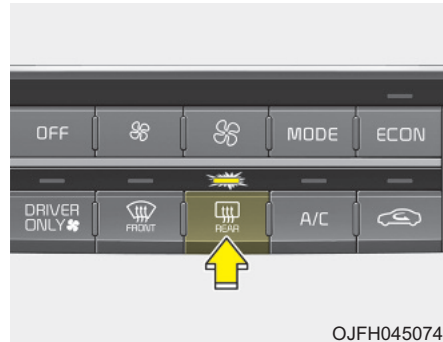 OFF MODE ECON
DRIVER
ONLY
FRONT
REAR
A/C
OJFH045074